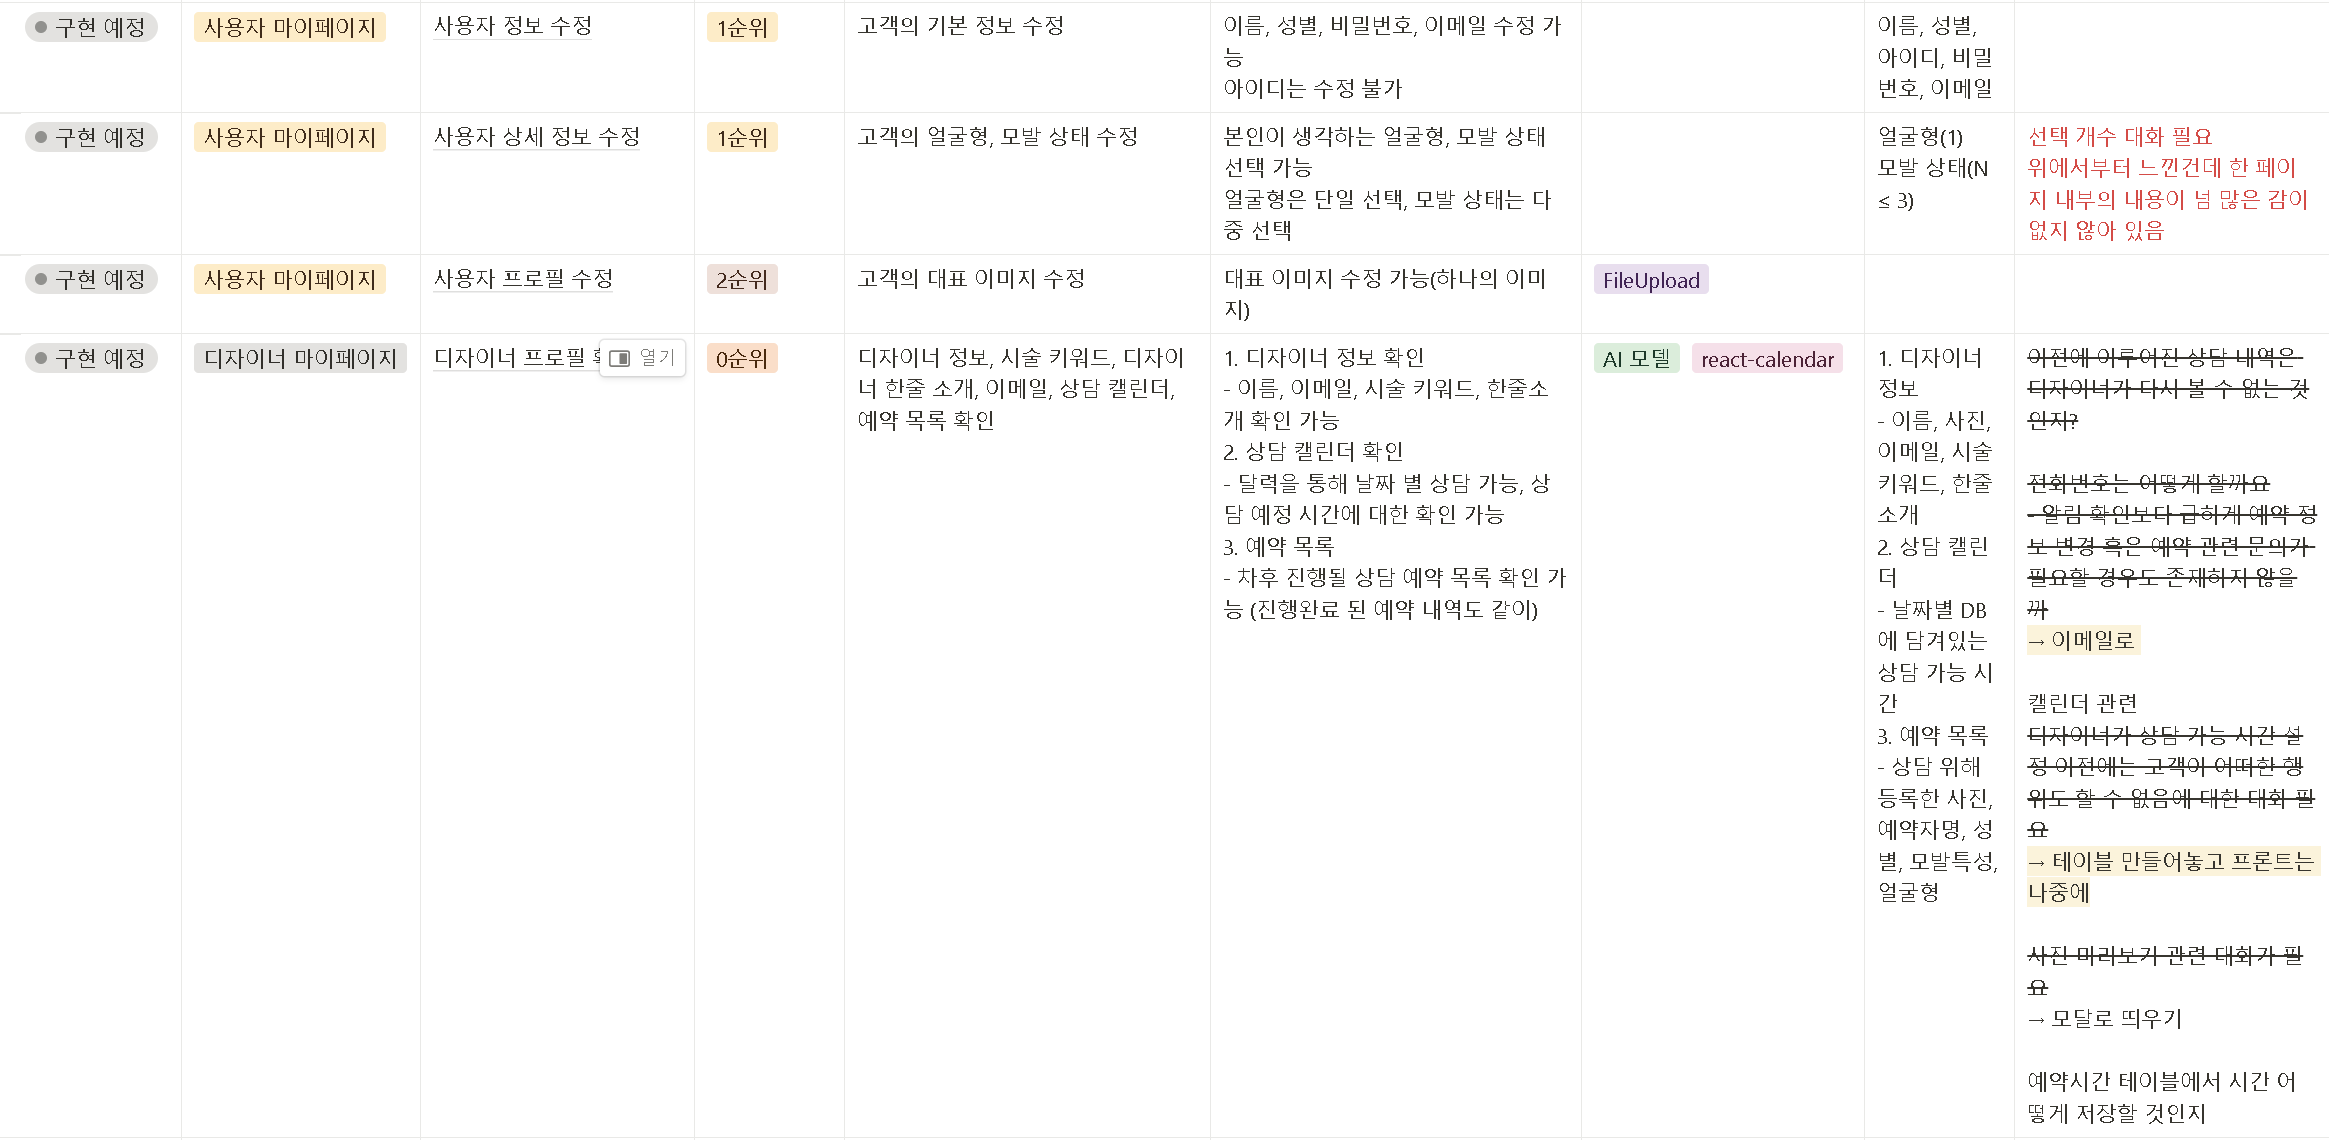 구현 예정
사용자 마이페이지
사용자 정보 수정
1순위
고객의 기본 정보 수정
이름, 성별, 비밀번호, 이메일 수정 가
능
아이디는 수정 불가
이름, 성별,
아이디, 비밀
번호, 이메일
구현 예정
사용자 마이페이지
사용자 상세 정보 수정
1순위
고객의 얼굴형, 모발 상태 수정
본인이 생각하는 얼굴형, 모발 상태
선택 가능
얼굴형은 단일 선택, 모발 상태는 다
중 선택
얼굴형(1)
모발 상태(N
≤ 3)
선택 개수 대화 필요
위에서부터 느낀건데 한 페이
지 내부의 내용이 넘 많은 감이
없지 않아 있음
구현 예정
사용자 마이페이지
사용자 프로필 수정
2순위
고객의 대표 이미지 수정
대표 이미지 수정 가능(하나의 이미
지)
FileUpload
구현 예정
디자이너 마이페이지
디자이너 프로필
열기
0순위
디자이너 정보, 시술 키워드, 디자이
너 한줄 소개, 이메일, 상담 캘린더,
예약 목록 확인
1. 디자이너 정보 확인
- 이름, 이메일, 시술 키워드, 한줄소
개 확인 가능
2. 상담 캘린더 확인
- 달력을 통해 날짜 별 상담 가능, 상
담 예정 시간에 대한 확인 가능
3. 예약 목록
- 차후 진행될 상담 예약 목록 확인 가
능 (진행완료 된 예약 내역도 같이)
AI 모델
react-calendar
1. 디자이너
정보
- 이름, 사진,
이메일, 시술
키워드, 한줄
소개
2. 상담 캘린
더
- 날짜별 DB
에 담겨있는
상담 가능 시
간
3. 예약 목록
- 상담 위해
등록한 사진,
예약자명, 성
별, 모발특성,
얼굴형
이전에 이루어진 상담 내역은
디자이너가 다시 볼 수 없는 것
인지?
전화번호는 어떻게 할까요
- 알림 확인보다 급하게 예약 정
보 변경 혹은 예약 관련 문의가
필요할 경우도 존재하지 않을
까
→ 이메일로
캘린더 관련
디자이너가 상담 가능 시간 설
정 이전에는 고객이 어떠한 행
위도 할 수 없음에 대한 대화 필
요
→ 테이블 만들어놓고 프론트는
나중에
사진 미리보기 관련 대화가 필
요
→ 모달로 띄우기
예약시간 테이블에서 시간 어
떻게 저장할 것인지